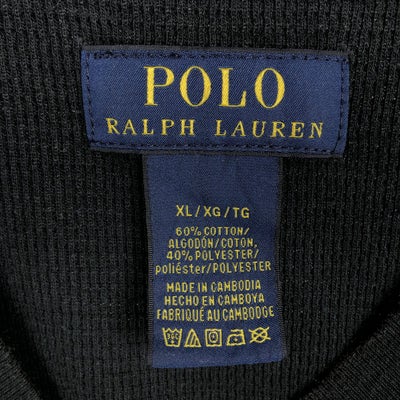 POLO
RALPH LAUREN
XL/XG/TG
60% COTTON/
ALGODÓN/COTON,
40% POLYESTER/
poliéster/POLYESTER
MADE IN CAMBODIA
HECHO EN CAMBOYA
FABRIQUÉ AU CAMBODGE